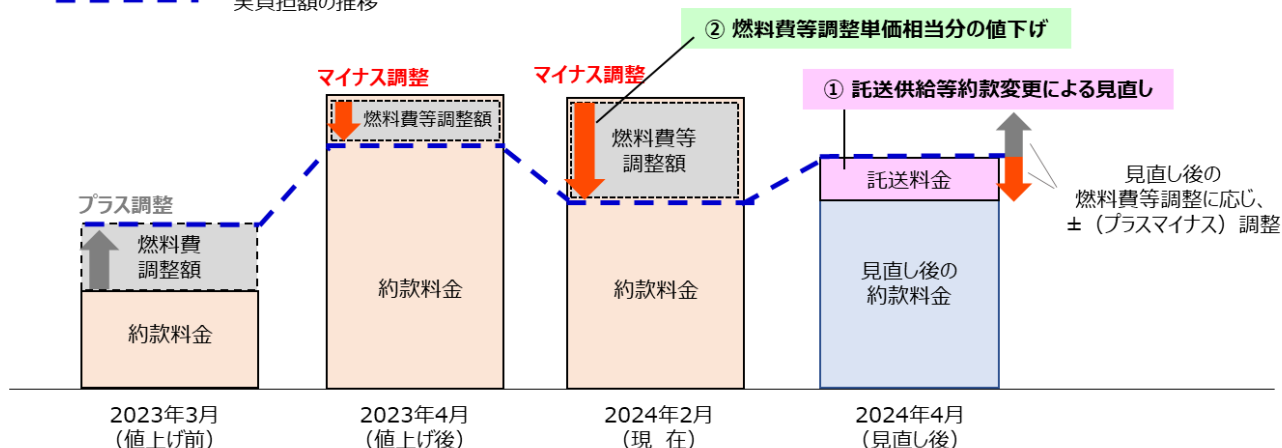 実負担額の推移
② 燃料費等調整単価相当分の値下げ
マイナス調整
マイナス調整
① 託送供給等約款変更による見直し
燃料費等調整額
燃料費等
調整額
託送料金
見直し後の
燃料費等調整に応じ、
±（プラスマイナス）調整
プラス調整
燃料費
調整額
約款料金
約款料金
約款料金
見直し後の
約款料金
2023年3月
（値上げ前）
2023年4月
（値上げ後）
2024年2月
（現 在）
2024年4月
（見直し後）